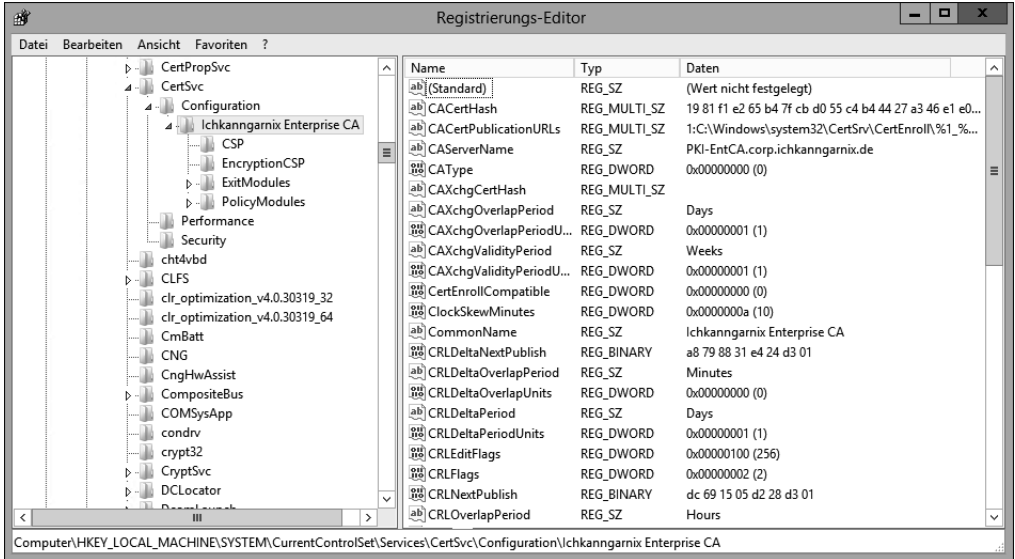 Registrierungs-Editor
Datei Bearbeiten Ansicht Favoriten ?
CertPropSvc
CertSvc
Configuration
Ichkanngarnix Enterprise CA
CSP
EncryptionCSP
ExitModules
PolicyModules
Performance
Security
cht4vbd
CLFS
clr_optimization_v4.0.30319_32
clr_optimization_v4.0.30319_64
CmBatt
CNG
CngHwAssist
CompositeBus
COMSysApp
condrv
crypt32
CryptSvc
DCLocator
Name Typ Daten
(Standard) REG_SZ (Wert nicht festgelegt)
CACertHash REG_MULTI_SZ 19 81 f1 e2 65 b4 7f cb d0 55 c4 b4 44 27 a3 46 e1 e0...
CACertPublicationURLs REG_MULTI_SZ 1:C:\Windows\system32\CertSrv\CertEnroll\%1_%...
CAServerName REG_SZ PKI-EntCA.corp.ichkanngarnix.de
CAType REG_DWORD 0x00000000 (0)
CAXchgCertHash REG_MULTI_SZ
CAXchgOverlapPeriod REG_SZ Days
CAXchgOverlapPeriodU... REG_DWORD 0x00000001 (1)
CAXchgValidityPeriod REG_SZ Weeks
CAXchgValidityPeriodU... REG_DWORD 0x00000001 (1)
CertEnrollCompatible REG_DWORD 0x00000000 (0)
ClockSkewMinutes REG_DWORD 0x0000000a (10)
CommonName REG_SZ Ichkanngarnix Enterprise CA
CRLDeltaNextPublish REG_BINARY a8 79 88 31 e4 24 d3 01
CRLDeltaOverlapPeriod REG_SZ Minutes
CRLDeltaOverlapUnits REG_DWORD 0x00000000 (0)
CRLDeltaPeriod REG_SZ Days
CRLDeltaPeriodUnits REG_DWORD 0x00000001 (1)
CRLEditFlags REG_DWORD 0x00000100 (256)
CRLFlags REG_DWORD 0x00000002 (2)
CRLNextPublish REG_BINARY dc 69 15 05 d2 28 d3 01
CRLOverlapPeriod REG_SZ Hours
Computer\HKEY_LOCAL_MACHINE\SYSTEM\CurrentControlSet\Services\CertSvc\Configuration\Ichkanngarnix Enterprise CA